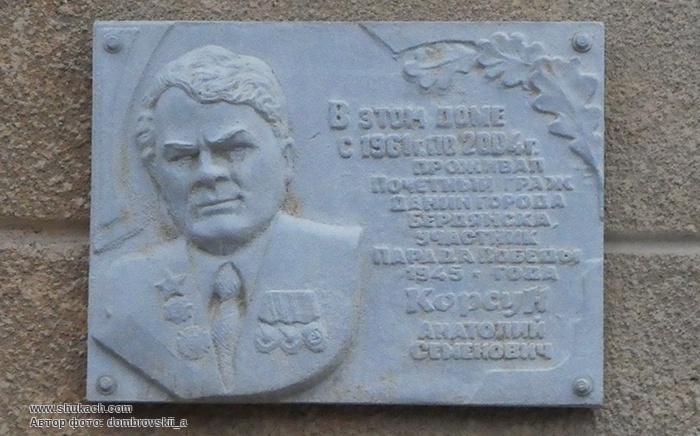 В ЭТОМ ДОМЕ
С 1961г. ПО 2004г.
ПРОЖИВАЛ
ПОЧЕТНЫЙ ГРАЖ
ДАНИН ГОРОДА
БЕРДЯНСКА,
УЧАСТНИК
ПАРАДА ПОБЕДЫ
1945 г ГОДА
Корсун
АНАТОЛИЙ
СЕМЕНОВИЧ
www.shukach.com
Автор фото: dombrovskii_a